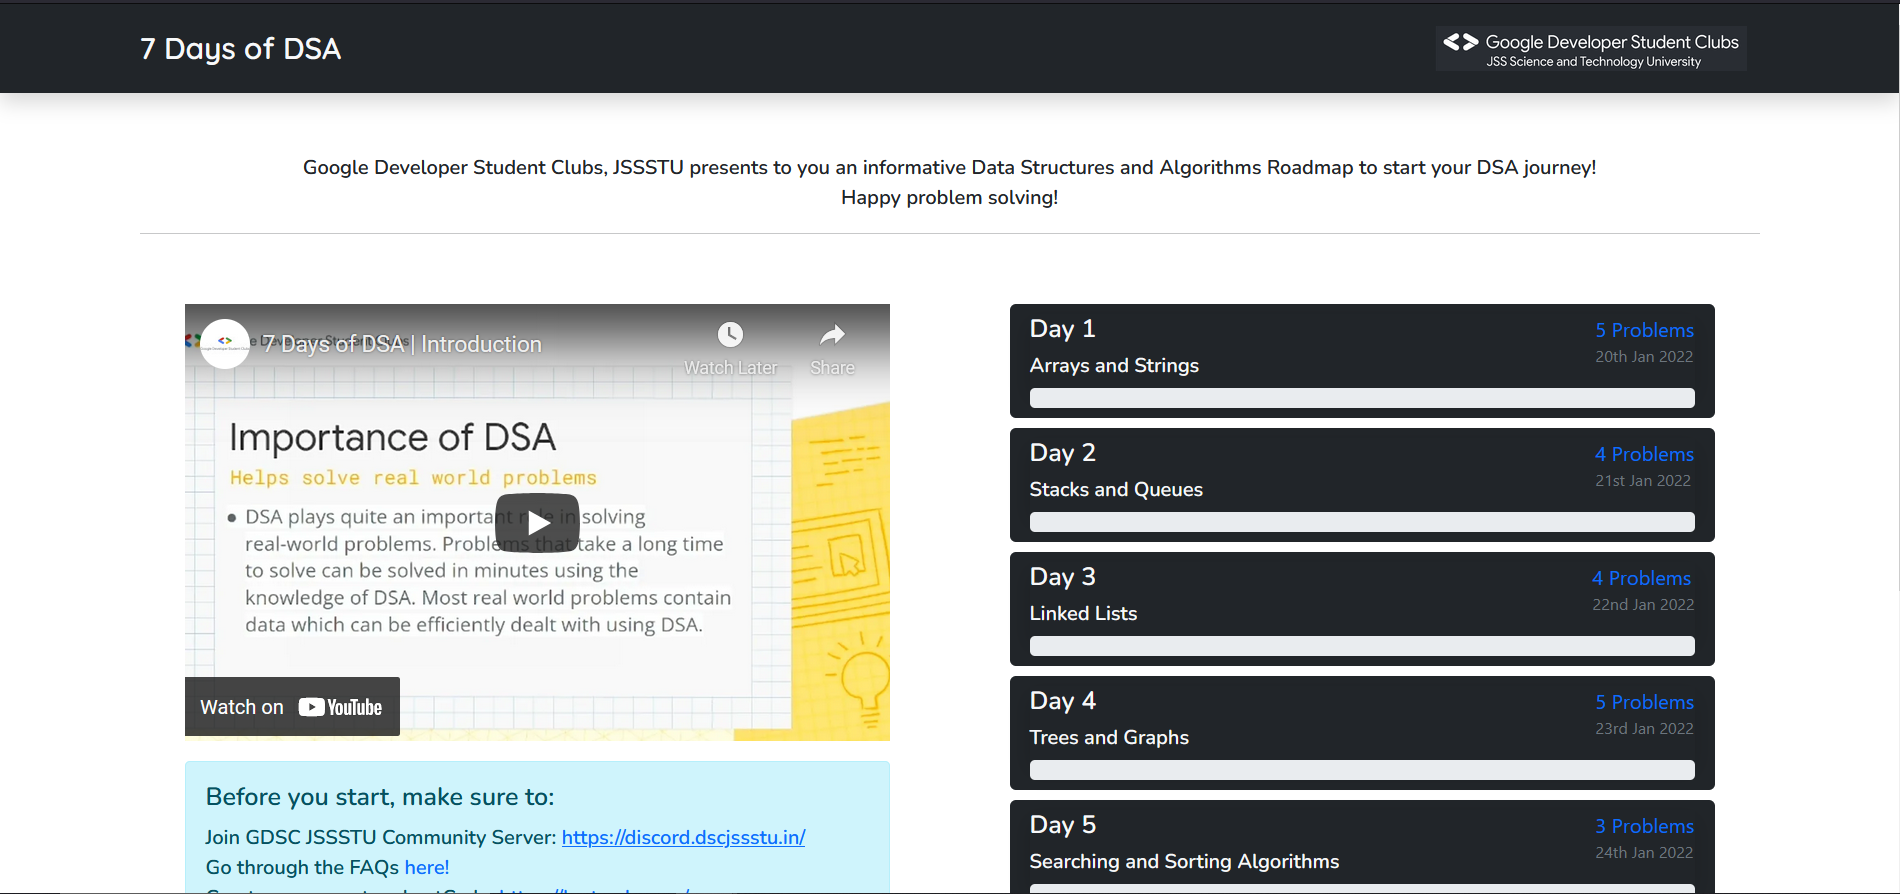 7 Days of DSA
Google Developer Student Clubs
JSS Science and Technology University
Google Developer Student Clubs, JSSSTU presents to you an informative Data Structures and Algorithms Roadmap to start your DSA journey!
Happy problem solving!
7 Days of DSA | Introduction
Watch Later
Share
Importance of DSA
Helps solve real world problems
• DSA plays quite an important role in solving
real-world problems. Problems that take a long time
to solve can be solved in minutes using the
knowledge of DSA. Most real world problems contain
data which can be efficiently dealt with using DSA.
Watch on YouTube
Before you start, make sure to:
Join GDSC JSSSTU Community Server: https://discord.dscjssstu.in/
Go through the FAQs here!
Day 1
5 Problems
Arrays and Strings
20th Jan 2022
Day 2
4 Problems
Stacks and Queues
21st Jan 2022
Day 3
4 Problems
Linked Lists
22nd Jan 2022
Day 4
5 Problems
Trees and Graphs
23rd Jan 2022
Day 5
3 Problems
Searching and Sorting Algorithms
24th Jan 2022